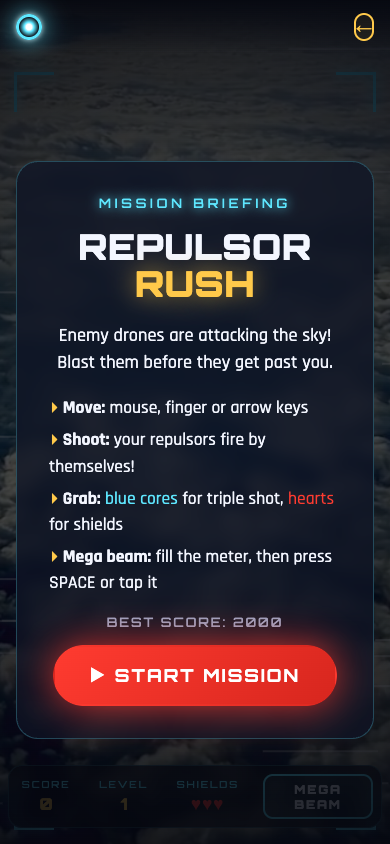 ←
MISSION BRIEFING
REPULSOR
RUSH
Enemy drones are attacking the sky!
Blast them before they get past you.
Move: mouse, finger or arrow keys
Shoot: your repulsors fire by
themselves!
Grab: blue cores for triple shot, hearts
for shields
Mega beam: fill the meter, then press
SPACE or tap it
BEST SCORE: 2000
▶ START MISSION
SCORE LEVEL SHIELDS MEGA
0 1 ♥♥♥ BEAM